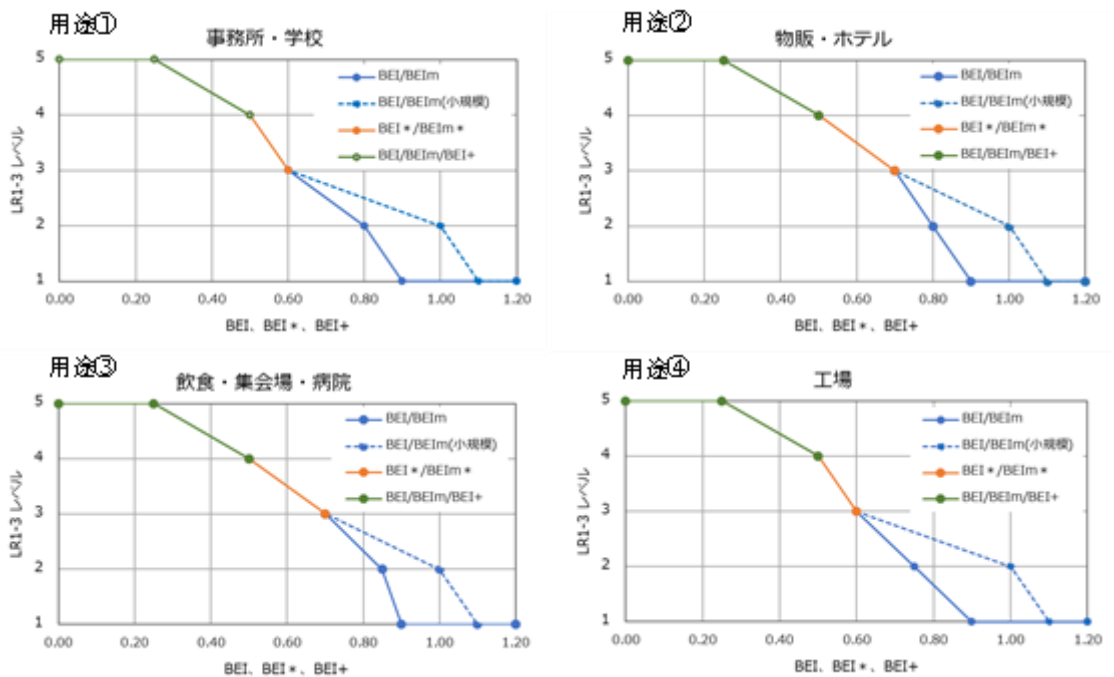 用途①
事務所・学校
5
4
3
2
1
LR1-3 レベル
BEI/BEIm
BEI/BEIm(小規模)
BEI*/BEIm*
BEI/BEIm/BEI+
0.00 0.20 0.40 0.60 0.80 1.00 1.20
BEI、BEI*、BEI+
用途②
物販・ホテル
5
4
3
2
1
LR1-3 レベル
BEI/BEIm
BEI/BEIm(小規模)
BEI*/BEIm*
BEI/BEIm/BEI+
0.00 0.20 0.40 0.60 0.80 1.00 1.20
BEI、BEI*、BEI+
用途③
飲食・集会場・病院
5
4
3
2
1
LR1-3 レベル
BEI/BEIm
BEI/BEIm(小規模)
BEI*/BEIm*
BEI/BEIm/BEI+
0.00 0.20 0.40 0.60 0.80 1.00 1.20
BEI、BEI*、BEI+
用途④
工場
5
4
3
2
1
LR1-3 レベル
BEI/BEIm
BEI/BEIm(小規模)
BEI*/BEIm*
BEI/BEIm/BEI+
0.00 0.20 0.40 0.60 0.80 1.00 1.20
BEI、BEI*、BEI+